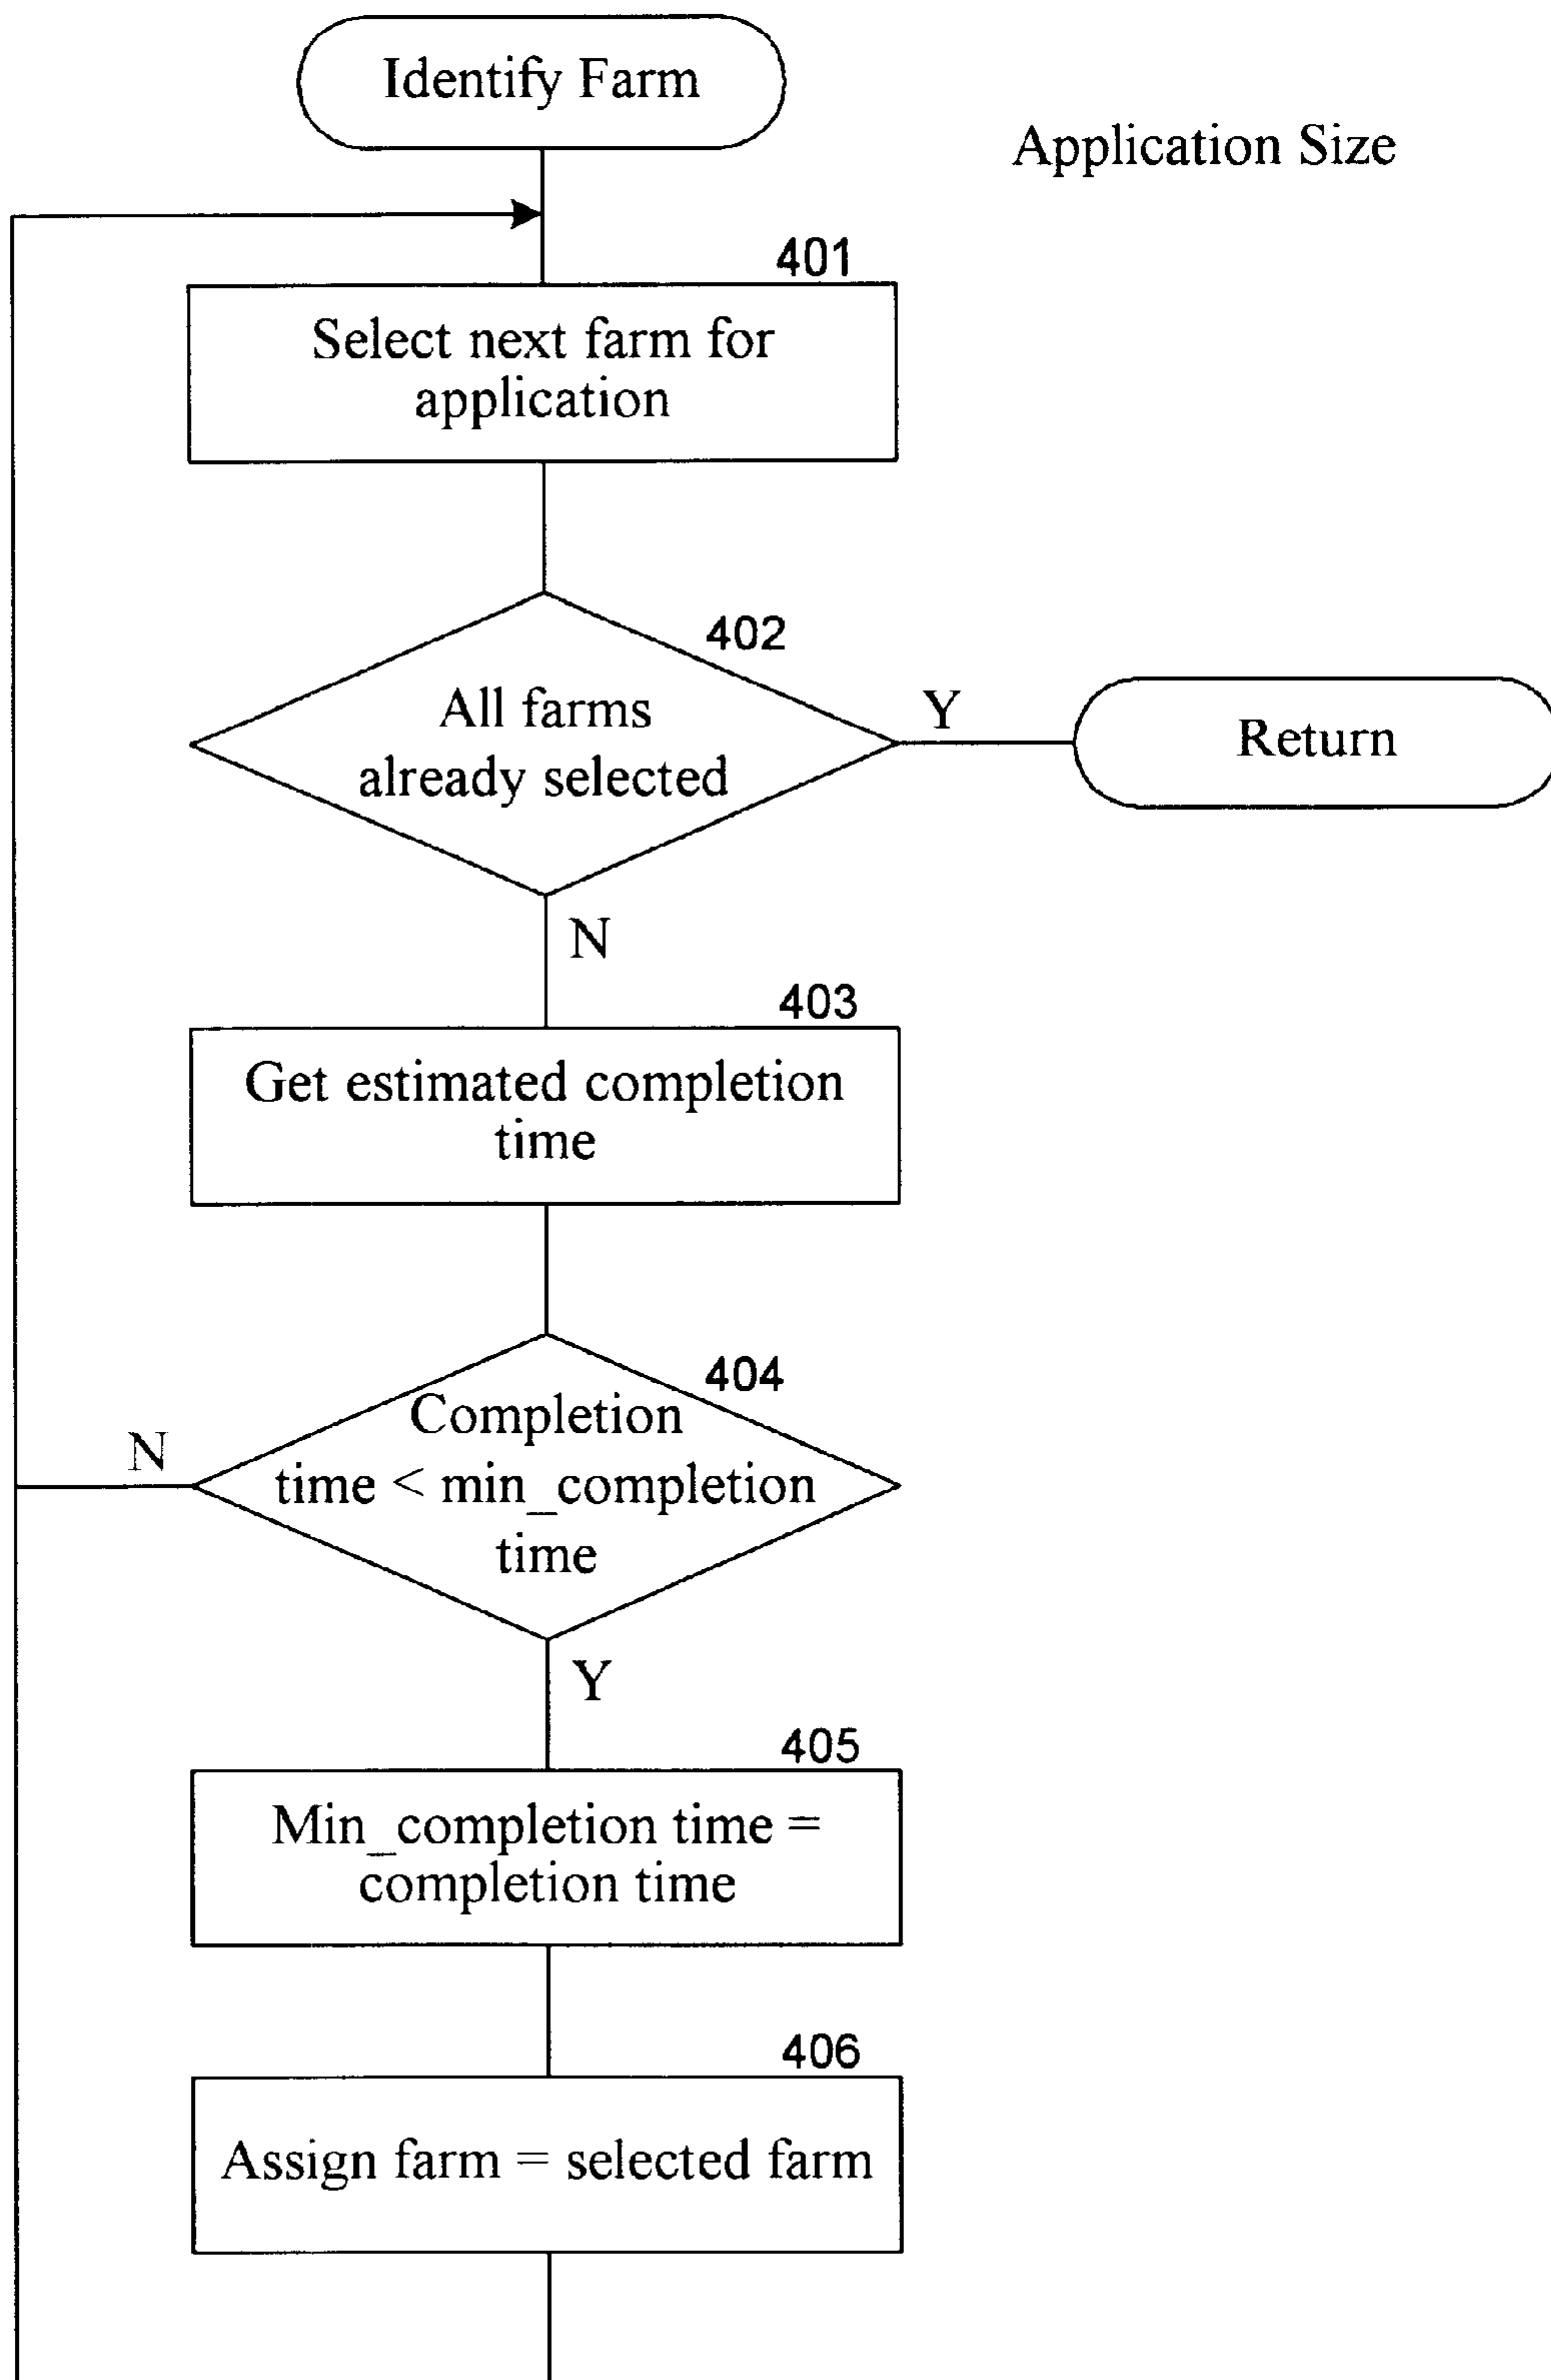 Identify Farm
Application Size
401
Select next farm for
application
402
All farms
already selected
Y
Return
N
403
Get estimated completion
time
404
Completion
time < min_completion
time
N
Y
405
Min_completion time =
completion time
406
Assign farm = selected farm